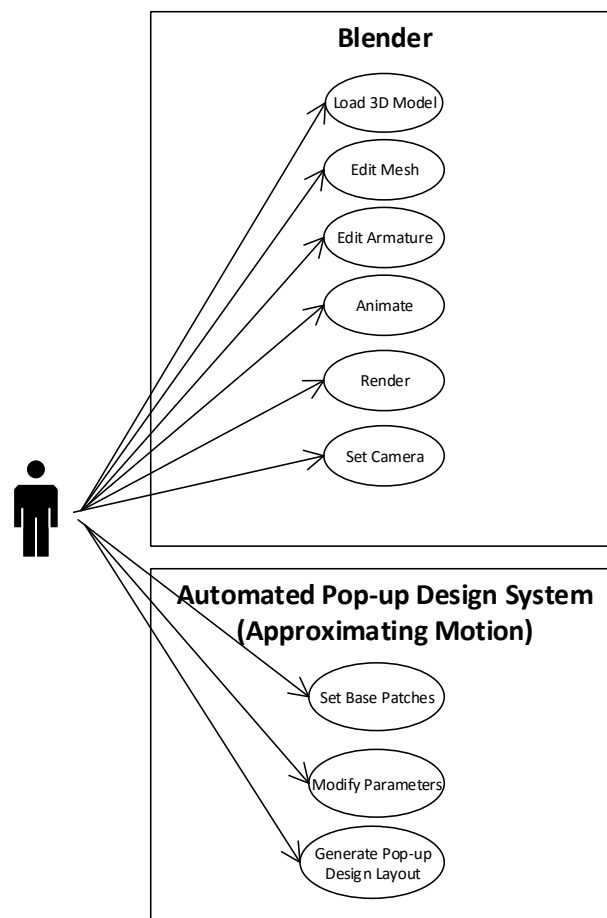 Blender
Load 3D Model
Edit Mesh
Edit Armature
Animate
Render
Set Camera
Automated Pop-up Design System
(Approximating Motion)
Set Base Patches
Modify Parameters
Generate Pop-up
Design Layout